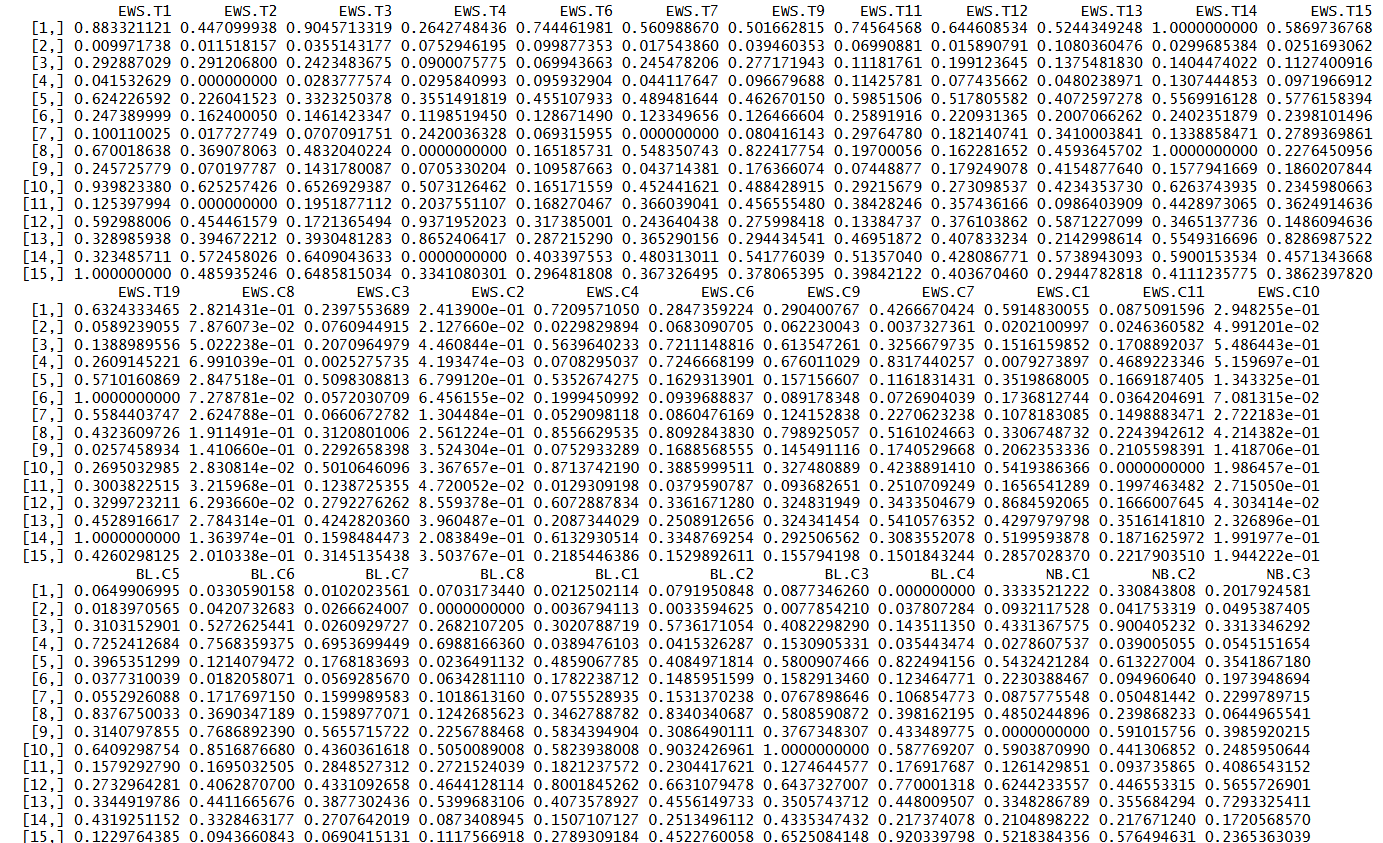 EWS.T1 EWS.T2 EWS.T3 EWS.T4 EWS.T6 EWS.T7 EWS.T9 EWS.T11 EWS.T12 EWS.T13 EWS.T14 EWS.T15
[1,] 0.883321121 0.447099938 0.9045713319 0.2642748436 0.744461981 0.560988670 0.501662815 0.74564568 0.644608534 0.5244349248 1.0000000000 0.5869736768
[2,] 0.009971738 0.011518157 0.0355143177 0.0752946195 0.099877353 0.017543860 0.039460353 0.06990881 0.015890791 0.1080360476 0.0299685384 0.0251693062
[3,] 0.292887029 0.291206800 0.2423483675 0.0900075775 0.069943663 0.245478206 0.277171943 0.11181761 0.199123645 0.1375481830 0.1404474022 0.1127400916
[4,] 0.041532629 0.000000000 0.0283777574 0.0295840993 0.095932904 0.044117647 0.096679688 0.11425781 0.077435662 0.0480238971 0.1307444853 0.0971966912
[5,] 0.624226592 0.226041523 0.3323250378 0.3551491819 0.455107933 0.489481644 0.462670150 0.59851506 0.517805582 0.4072597278 0.5569916128 0.5776158394
[6,] 0.247389999 0.162400050 0.1461423347 0.1198519450 0.128671490 0.123349656 0.126466604 0.25891916 0.220931365 0.2007066262 0.2402351879 0.2398101496
[7,] 0.100110025 0.017727749 0.0707091751 0.2420036328 0.069315955 0.000000000 0.080416143 0.29764780 0.182140741 0.3410003841 0.1338858471 0.2789369861
[8,] 0.670018638 0.369078063 0.4832040224 0.0000000000 0.165185731 0.548350743 0.822417754 0.19700056 0.162281652 0.4593645702 1.0000000000 0.2276450956
[9,] 0.245725779 0.070197787 0.1431780087 0.0705330204 0.109587663 0.043714381 0.176366074 0.07448877 0.179249078 0.4154877640 0.1577941669 0.1860207844
[10,] 0.939823380 0.625257426 0.6526929387 0.5073126462 0.165171559 0.452441621 0.488428915 0.29215679 0.273098537 0.4234353730 0.6263743935 0.2345980663
[11,] 0.125397994 0.000000000 0.1951877112 0.2037551107 0.168270467 0.366039041 0.456555480 0.38428246 0.357436166 0.0986403909 0.4428973065 0.3624914636
[12,] 0.592988006 0.454461579 0.1721365494 0.9371952023 0.317385001 0.243640438 0.275998418 0.13384737 0.376103862 0.5871227099 0.3465137736 0.1486094636
[13,] 0.328985938 0.394672212 0.3930481283 0.8652406417 0.287215290 0.365290156 0.294434541 0.46951872 0.407833234 0.2142998614 0.5549316696 0.8286987522
[14,] 0.323485711 0.572458026 0.6409043633 0.0000000000 0.403397553 0.480313011 0.541776039 0.51357040 0.428086771 0.5738943093 0.5900153534 0.4571343668
[15,] 1.000000000 0.485935246 0.6485815034 0.3341080301 0.296481808 0.367326495 0.378065395 0.39842122 0.403670460 0.2944782818 0.4111235775 0.3862397820
EWS.T19 EWS.C8 EWS.C3 EWS.C2 EWS.C4 EWS.C6 EWS.C9 EWS.C7 EWS.C1 EWS.C11 EWS.C10
[1,] 0.6324333465 2.821431e-01 0.2397553689 2.413900e-01 0.7209571050 0.2847359224 0.290400767 0.4266670424 0.5914830055 0.0875091596 2.948255e-01
[2,] 0.0589239055 7.876073e-02 0.0760944915 2.127660e-02 0.0229829894 0.0683090705 0.062230043 0.0037327361 0.0202100997 0.0246360582 4.991201e-02
[3,] 0.1388989556 5.022238e-01 0.2070964979 4.460844e-01 0.5639640233 0.7211148816 0.613547261 0.3256679735 0.1516159852 0.1708892037 5.486443e-01
[4,] 0.2609145221 6.991039e-01 0.0025275735 4.193474e-03 0.0708295037 0.7246668199 0.676011029 0.8317440257 0.0079273897 0.4689223346 5.159697e-01
[5,] 0.5710160869 2.847518e-01 0.5098308813 6.799120e-01 0.5352674275 0.1629313901 0.157156607 0.1161831431 0.3519868005 0.1669187405 1.343325e-01
[6,] 1.0000000000 7.278781e-02 0.0572030709 6.456155e-02 0.1999450992 0.0939688837 0.089178348 0.0726904039 0.1736812744 0.0364204691 7.081315e-02
[7,] 0.5584403747 2.624788e-01 0.0660672782 1.304484e-01 0.0529098118 0.0860476169 0.124152838 0.2270623238 0.1078183085 0.1498883471 2.722183e-01
[8,] 0.4323609726 1.911491e-01 0.3120801006 2.561224e-01 0.8556629535 0.8092843830 0.798925057 0.5161024663 0.3306748732 0.2243942612 4.214382e-01
[9,] 0.0257458934 1.410660e-01 0.2292658398 3.524304e-01 0.0752933289 0.1688568555 0.145491116 0.1740529668 0.2062353336 0.2105598391 1.418706e-01
[10,] 0.2695032985 2.830814e-02 0.5010646096 3.367657e-01 0.8713742190 0.3885999511 0.327480889 0.4238891410 0.5419386366 0.0000000000 1.986457e-01
[11,] 0.3003822515 3.215968e-01 0.1238725355 4.720052e-02 0.0129309198 0.0379590787 0.093682651 0.2510709249 0.1656541289 0.1997463482 2.715050e-01
[12,] 0.3299723211 6.293660e-02 0.2792276262 8.559378e-01 0.6072887834 0.3361671280 0.324831949 0.3433504679 0.8684592065 0.1666007645 4.303414e-02
[13,] 0.4528916617 2.784314e-01 0.4242820360 3.960487e-01 0.2087344029 0.2508912656 0.324341454 0.5410576352 0.4297979798 0.3516141810 2.326896e-01
[14,] 1.0000000000 1.363974e-01 0.1598484473 2.083849e-01 0.6132930514 0.3348769254 0.292506562 0.3083552078 0.5199593878 0.1871625972 1.991977e-01
[15,] 0.4260298125 2.010338e-01 0.3145135438 3.503767e-01 0.2185446386 0.1529892611 0.155794198 0.1501843244 0.2857028370 0.2217903510 1.944222e-01
BL.C5 BL.C6 BL.C7 BL.C8 BL.C1 BL.C2 BL.C3 BL.C4 NB.C1 NB.C2 NB.C3
[1,] 0.0649906995 0.0330590158 0.0102023561 0.0703173440 0.0212502114 0.0791950848 0.0877346260 0.000000000 0.3333521222 0.330843808 0.2017924581
[2,] 0.0183970565 0.0420732683 0.0266624007 0.0000000000 0.0036794113 0.0033594625 0.0077854210 0.037807284 0.0932117528 0.041753319 0.0495387405
[3,] 0.3103152901 0.5272625441 0.0260929727 0.2682107205 0.3020788719 0.5736171054 0.4082298290 0.143511350 0.4331367575 0.900405232 0.3313346292
[4,] 0.7252412684 0.7568359375 0.6953699449 0.6988166360 0.0389476103 0.0415326287 0.1530905331 0.035443474 0.0278607537 0.039005055 0.0545151654
[5,] 0.3965351299 0.1214079472 0.1768183693 0.0236491132 0.4859067785 0.4084971814 0.5800907466 0.822494156 0.5432421284 0.613227004 0.3541867180
[6,] 0.0377310039 0.0182058071 0.0569285670 0.0634281110 0.1782238712 0.1485951599 0.1582913460 0.123464771 0.2230388467 0.094960640 0.1973948694
[7,] 0.0552926088 0.1717697150 0.1599989583 0.1018613160 0.0755528935 0.1531370238 0.0767898646 0.106854773 0.0875775548 0.050481442 0.2299789715
[8,] 0.8376750033 0.3690347189 0.1598977071 0.1242685623 0.3462788782 0.8340340687 0.5808590872 0.398162195 0.4850244896 0.239868233 0.0644965541
[9,] 0.3140797855 0.7686892390 0.5655715722 0.2256788468 0.5834394904 0.3086490111 0.3767348307 0.433489775 0.0000000000 0.591015756 0.3985920215
[10,] 0.6409298754 0.8516876680 0.4360361618 0.5050089008 0.5823938008 0.9032426961 1.0000000000 0.587769207 0.5903870990 0.441306852 0.2485950644
[11,] 0.1579292790 0.1695032505 0.2848527312 0.2721524039 0.1821237572 0.2304417621 0.1274644577 0.176917687 0.1261429851 0.093735865 0.4086543152
[12,] 0.2732964281 0.4062870700 0.4331092658 0.4644128114 0.8001845262 0.6631079478 0.6437327007 0.770001318 0.6244233557 0.446553315 0.5655726901
[13,] 0.3344919786 0.4411665676 0.3877302436 0.5399683106 0.4073578927 0.4556149733 0.3505743712 0.448009507 0.3348286789 0.355684294 0.7293325411
[14,] 0.4319251152 0.3328463177 0.2707642019 0.0873408945 0.1507107127 0.2513496112 0.4335347432 0.217374078 0.2104898222 0.217671240 0.1720568570
[15,] 0.1229764385 0.0943660843 0.0690415131 0.1117566918 0.2789309184 0.4522760058 0.6525084148 0.920339798 0.5218384356 0.576494631 0.2365363039